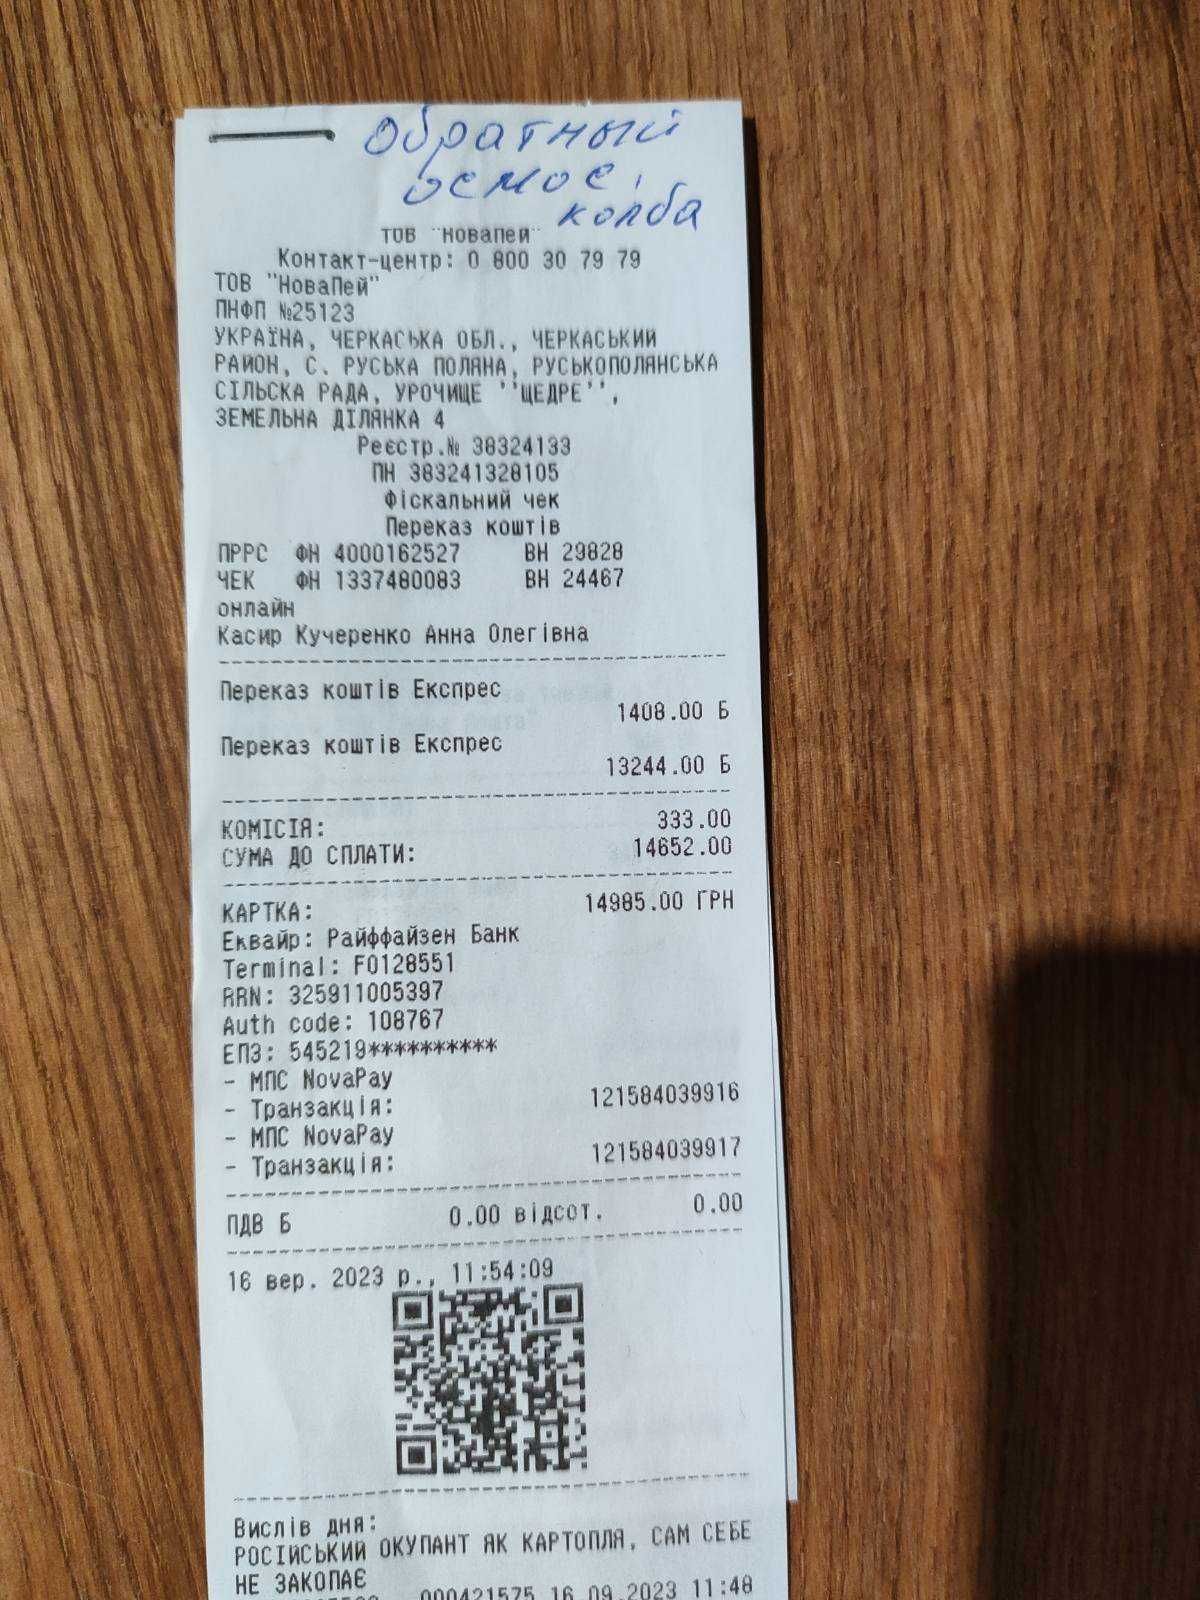 Обратный
осмос,
колба
ТОВ "НОВАПЕЙ"
Контакт-центр: 0 800 30 79 79
ТОВ "НоваПей"
ПНФП №25123
УКРАЇНА, ЧЕРКАСЬКА ОБЛ., ЧЕРКАСЬКИЙ
РАЙОН, С. РУСЬКА ПОЛЯНА, РУСЬКОПОЛЯНСЬКА
СІЛЬСКА РАДА, УРОЧИЩЕ ''ЩЕДРЕ'',
ЗЕМЕЛЬНА ДІЛЯНКА 4
Реєстр.№ 38324133
ПН 383241328105
Фіскальний чек
Переказ коштів
ПРРС ФН 4000162527 ВН 29828
ЧЕК ФН 1337480083 ВН 24467
онлайн
Касир Кучеренко Анна Олегівна
Переказ коштів Експрес
1408.00 Б
Переказ коштів Експрес
13244.00 Б
КОМІСІЯ: 333.00
СУМА ДО СПЛАТИ: 14652.00
КАРТКА: 14985.00 ГРН
Еквайр: Райффайзен Банк
Terminal: F0128551
RRN: 325911005397
Auth code: 108767
ЕПЗ: 545219**********
- МПС NovaPay
- Транзакція: 121584039916
- МПС NovaPay
- Транзакція: 121584039917
ПДВ Б 0.00 відсот. 0.00
16 вер. 2023 р., 11:54:09
Вислів дня:
РОСІЙСЬКИЙ ОКУПАНТ ЯК КАРТОПЛЯ, САМ СЕБЕ
НЕ ЗАКОПАЄ
000421575 16.09.2023 11:48